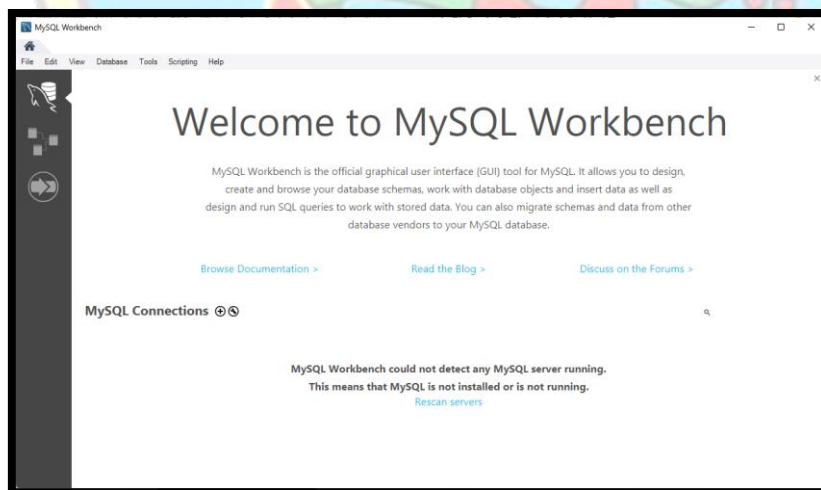 MySQL Workbench
File Edit View Database Tools Scripting Help
Welcome to MySQL Workbench
MySQL Workbench is the official graphical user interface (GUI) tool for MySQL. It allows you to design,
create and browse your database schemas, work with database objects and insert data as well as
design and run SQL queries to work with stored data. You can also migrate schemas and data from other
database vendors to your MySQL database.
Browse Documentation > Read the Blog > Discuss on the Forums >
MySQL Connections
MySQL Workbench could not detect any MySQL server running.
This means that MySQL is not installed or is not running.
Rescan servers